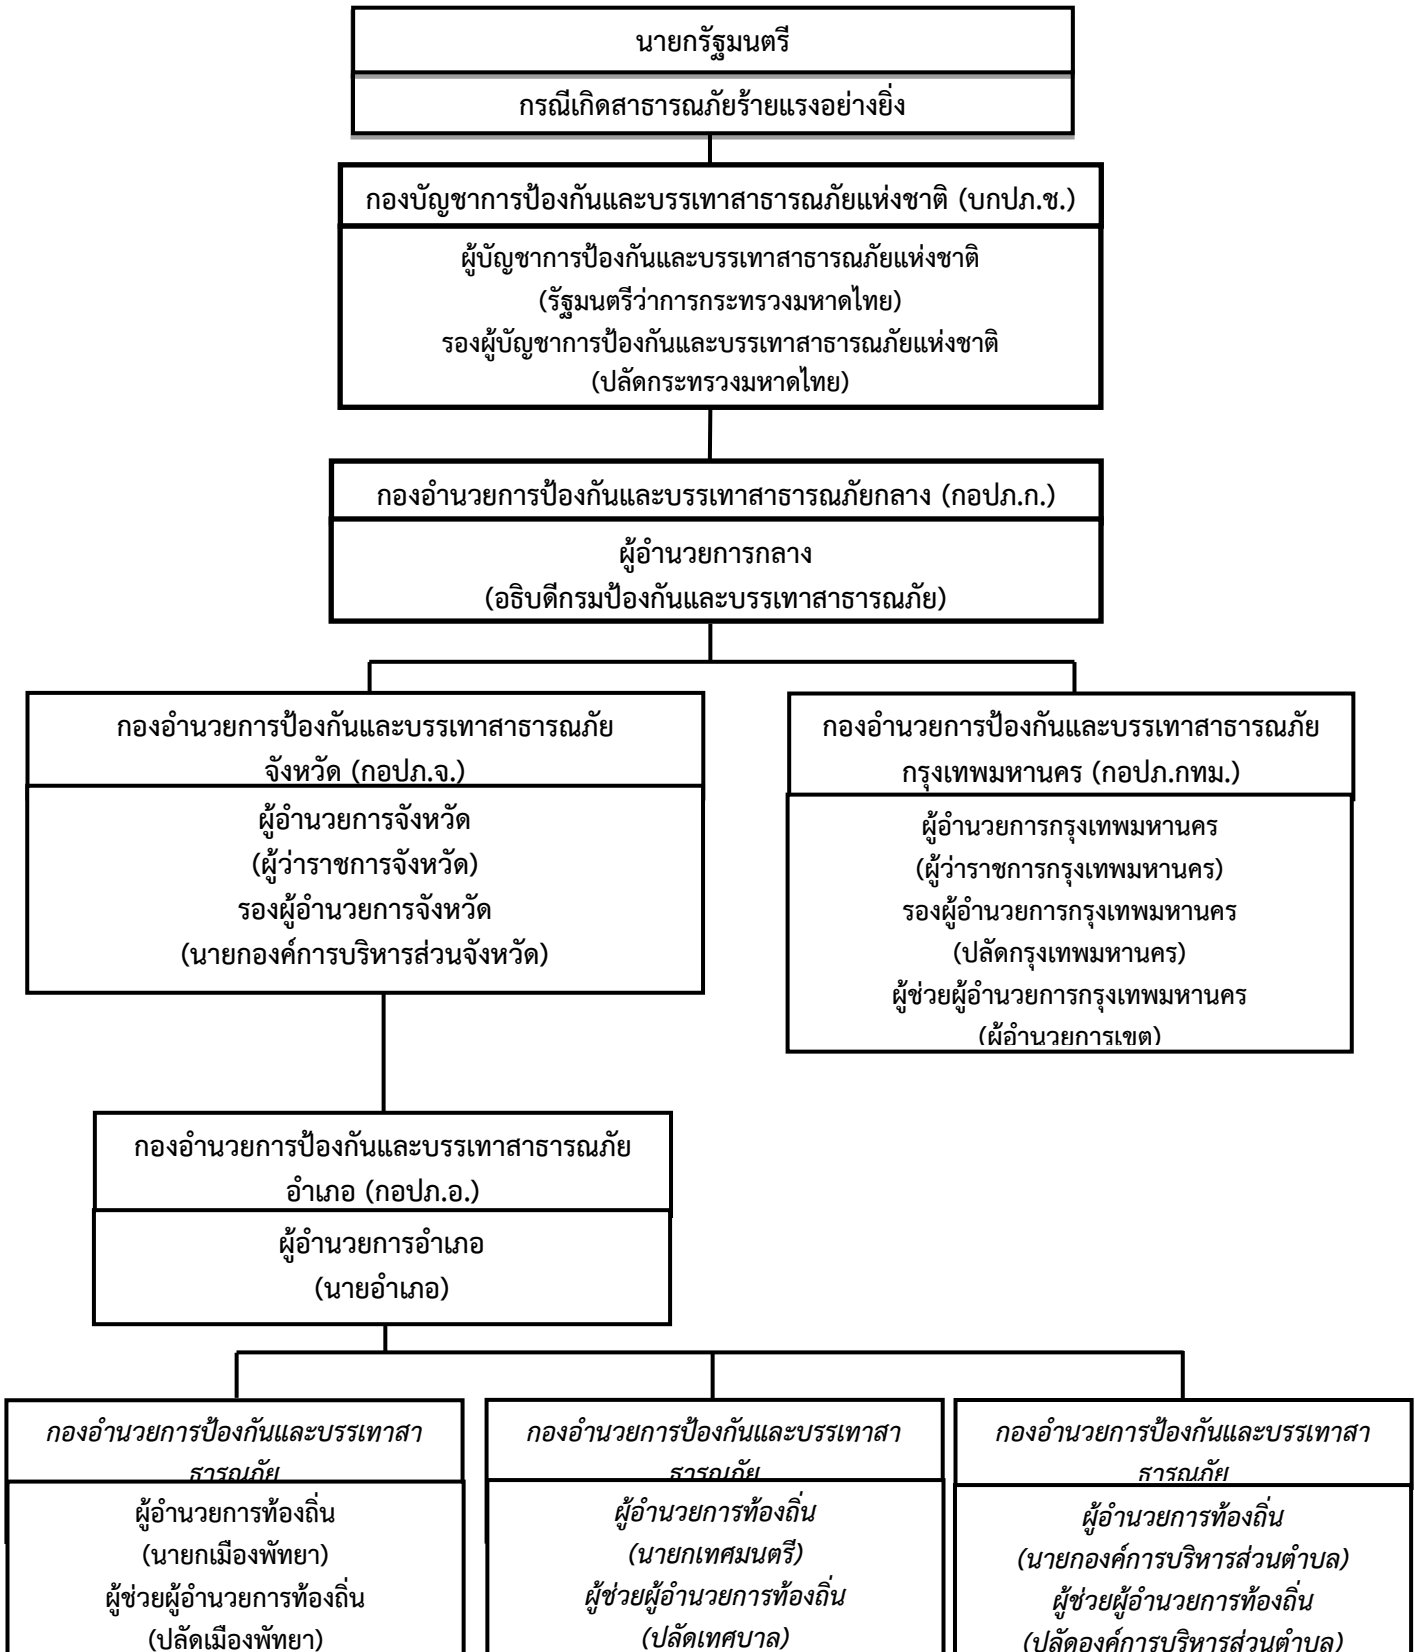 นายกรัฐมนตรี
กรณีเกิดสาธารณภัยร้ายแรงอย่างยิ่ง
กองบัญชาการป้องกันและบรรเทาสาธารณภัยแห่งชาติ (บกปภ.ช.)
ผู้บัญชาการป้องกันและบรรเทาสาธารณภัยแห่งชาติ
(รัฐมนตรีว่าการกระทรวงมหาดไทย)
รองผู้บัญชาการป้องกันและบรรเทาสาธารณภัยแห่งชาติ
(ปลัดกระทรวงมหาดไทย)
กองอำนวยการป้องกันและบรรเทาสาธารณภัยกลาง (กอปภ.ก.)
ผู้อำนวยการกลาง
(อธิบดีกรมป้องกันและบรรเทาสาธารณภัย)
กองอำนวยการป้องกันและบรรเทาสาธารณภัย
จังหวัด (กอปภ.จ.)
ผู้อำนวยการจังหวัด
(ผู้ว่าราชการจังหวัด)
รองผู้อำนวยการจังหวัด
(นายกองค์การบริหารส่วนจังหวัด)
กองอำนวยการป้องกันและบรรเทาสาธารณภัย
กรุงเทพมหานคร (กอปภ.กทม.)
ผู้อำนวยการกรุงเทพมหานคร
(ผู้ว่าราชการกรุงเทพมหานคร)
รองผู้อำนวยการกรุงเทพมหานคร
(ปลัดกรุงเทพมหานคร)
ผู้ช่วยผู้อำนวยการกรุงเทพมหานคร
(ผู้อำนวยการเขต)
กองอำนวยการป้องกันและบรรเทาสาธารณภัย
อำเภอ (กอปภ.อ.)
ผู้อำนวยการอำเภอ
(นายอำเภอ)
กองอำนวยการป้องกันและบรรเทาสา
ธารณภัย
ผู้อำนวยการท้องถิ่น
(นายกเมืองพัทยา)
ผู้ช่วยผู้อำนวยการท้องถิ่น
(ปลัดเมืองพัทยา)
กองอำนวยการป้องกันและบรรเทาสา
ธารณภัย
ผู้อำนวยการท้องถิ่น
(นายกเทศมนตรี)
ผู้ช่วยผู้อำนวยการท้องถิ่น
(ปลัดเทศบาล)
กองอำนวยการป้องกันและบรรเทาสา
ธารณภัย
ผู้อำนวยการท้องถิ่น
(นายกองค์การบริหารส่วนตำบล)
ผู้ช่วยผู้อำนวยการท้องถิ่น
(ปลัดองค์การบริหารส่วนตำบล)